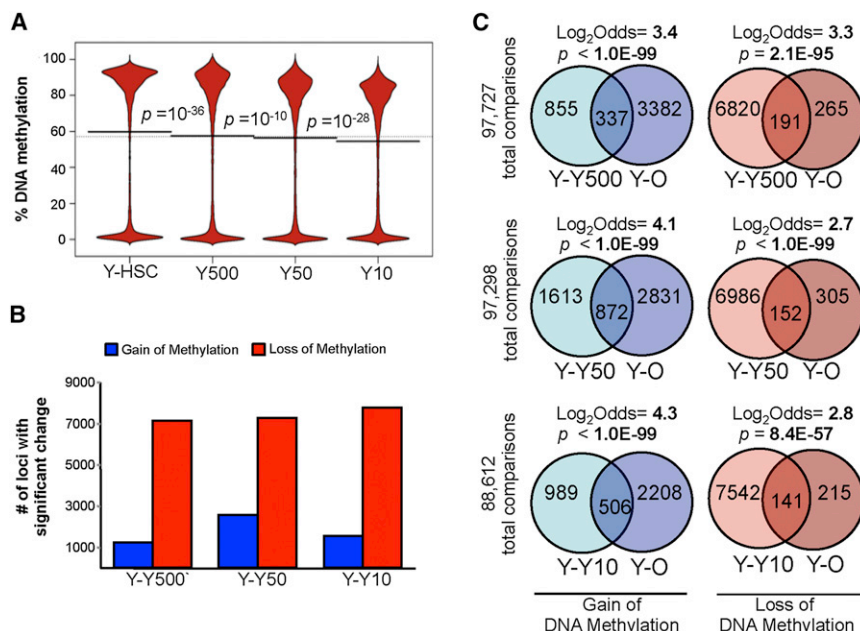 A
% DNA methylation
100
80
60
40
20
0
p =10-36
p =10-10
p =10-28
Y-HSC
Y500
Y50
Y10
B
Gain of Methylation
Loss of Methylation
# of loci with
significant change
9000
7000
5000
3000
1000
Y-Y500`
Y-Y50
Y-Y10
C
Log2Odds= 3.4
p < 1.0E-99
Log2Odds= 3.3
p = 2.1E-95
97,727
total comparisons
855
337
3382
6820
191
265
Y-Y500
Y-O
Y-Y500
Y-O
Log2Odds= 4.1
p < 1.0E-99
Log2Odds= 2.7
p < 1.0E-99
97,298
total comparisons
1613
872
2831
6986
152
305
Y-Y50
Y-O
Y-Y50
Y-O
Log2Odds= 4.3
p < 1.0E-99
Log2Odds= 2.8
p = 8.4E-57
88,612
total comparisons
989
506
2208
7542
141
215
Y-Y10
Y-O
Y-Y10
Y-O
Gain of
DNA Methylation
Loss of
DNA Methylation